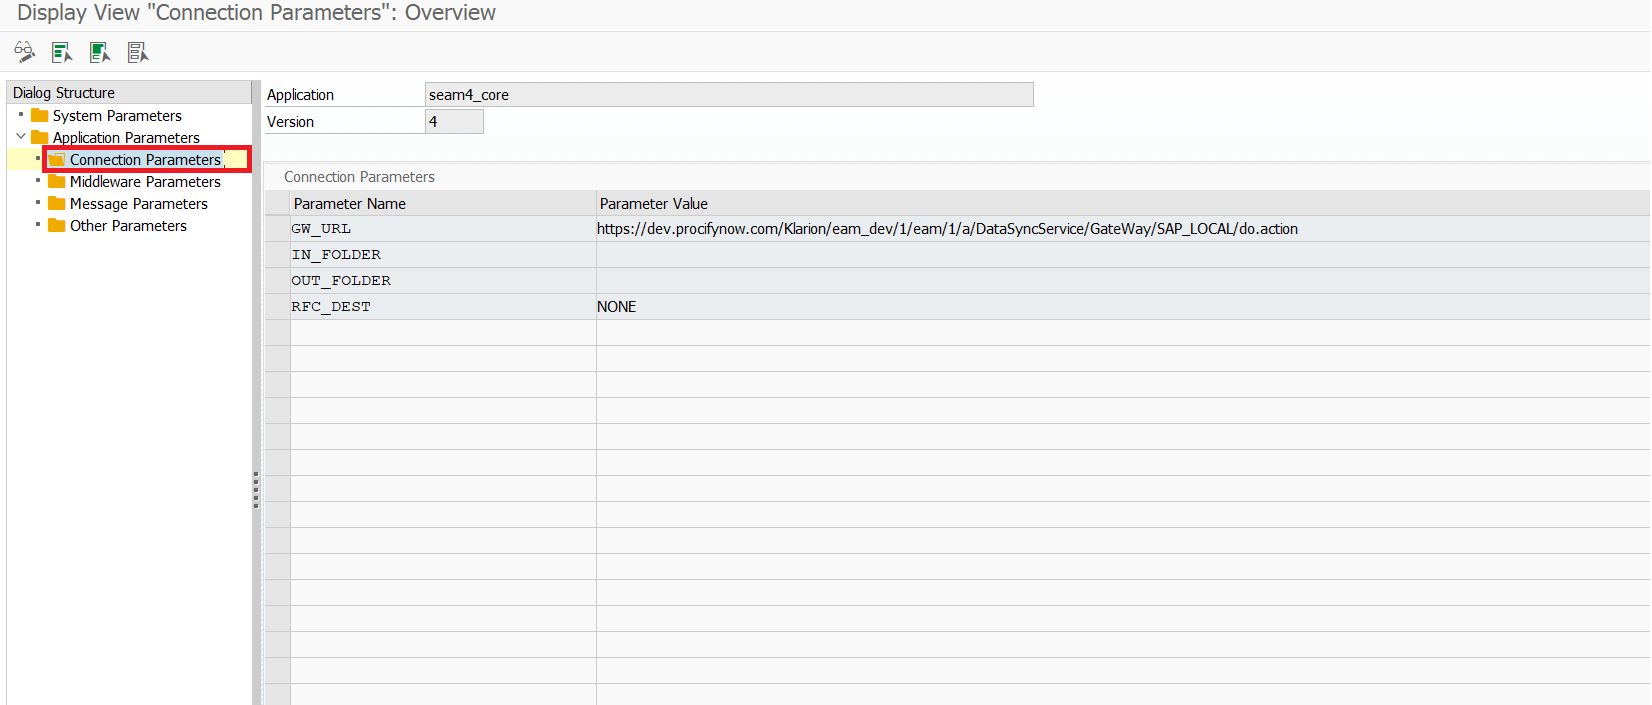 Display View "Connection Parameters": Overview
Dialog Structure
System Parameters
Application Parameters
Connection Parameters
Middleware Parameters
Message Parameters
Other Parameters
Application seam4_core
Version 4
Connection Parameters
Parameter Name Parameter Value
GW_URL https://dev.procifynow.com/Klarion/eam_dev/1/eam/1/a/DataSyncService/GateWay/SAP_LOCAL/do.action
IN_FOLDER
OUT_FOLDER
RFC_DEST NONE